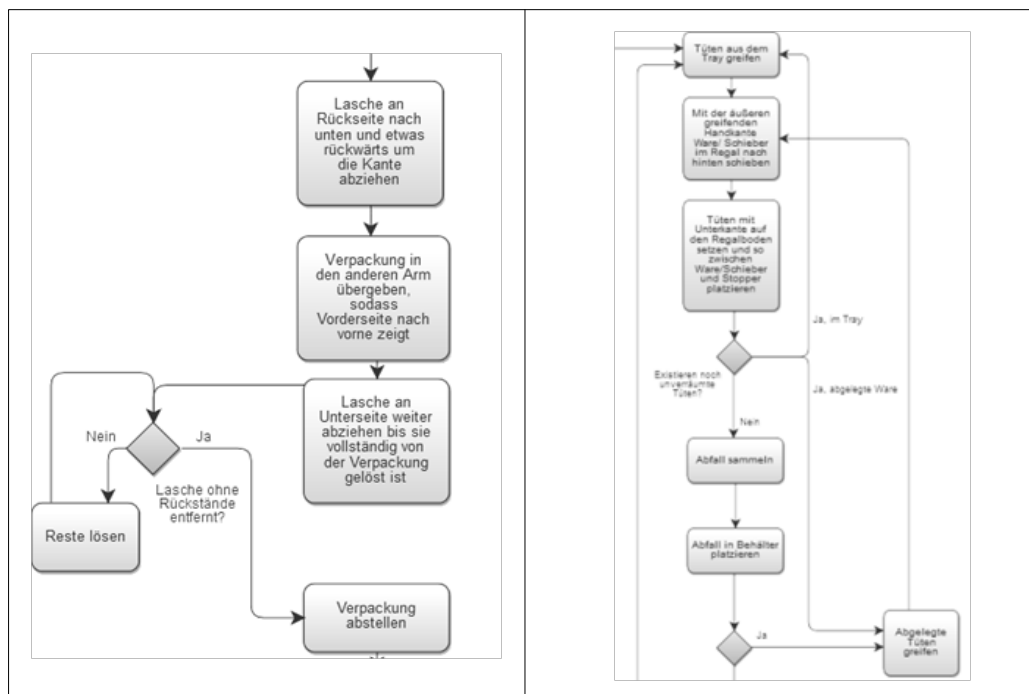 Lasche an
Rückseite nach
unten und etwas
rückwärts um
die Kante
abziehen
Verpackung in
den anderen Arm
übergeben,
sodass
Vorderseite nach
vorne zeigt
Lasche an
Unterseite weiter
abziehen bis sie
vollständig von
der Verpackung
gelöst ist
Nein
Ja
Lasche ohne
Rückstände
entfernt?
Reste lösen
Verpackung
abstellen
Tüten aus dem
Tray greifen
Mit der äußeren
greifenden
Handkante
Ware/ Schieber
im Regal nach
hinten schieben
Tüten mit
Unterkante auf
den Regalboden
setzen und so
zwischen
Ware/Schieber
und Stopper
platzieren
Ja, im Tray
Existieren noch
unverräumte
Tüten?
Ja, abgelegte Ware
Nein
Abfall sammeln
Abfall in Behälter
platzieren
Ja
Abgelegte
Tüten
greifen